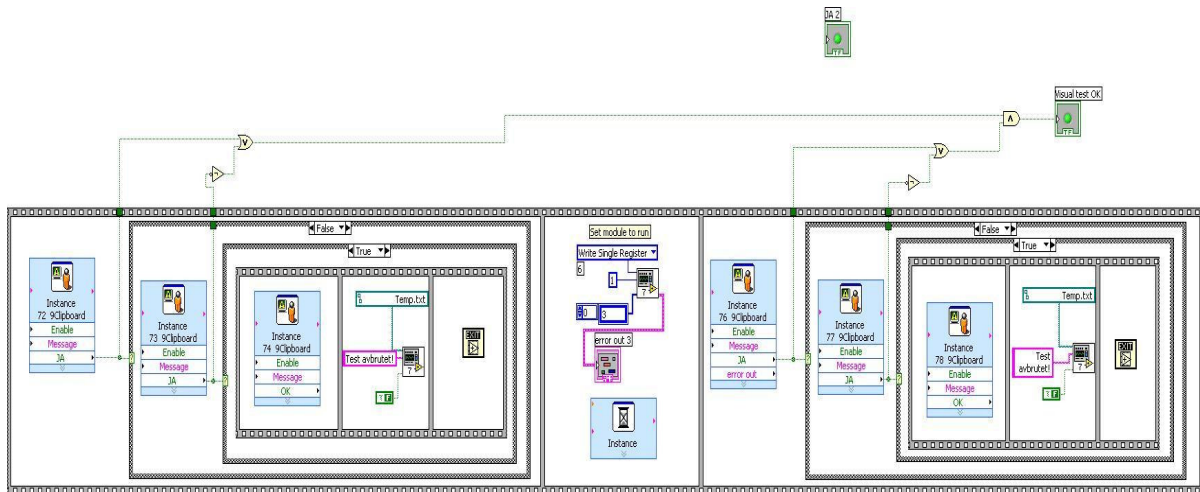 JA 2
TF
Visual test OK
TF
V
V
Λ
False
True
Instance
72 9Clipboard
Enable
Message
JA
Instance
73 9Clipboard
Enable
Message
JA
Instance
74 9Clipboard
Enable
Message
OK
Temp.txt
Test avbrutet!
7
F
EXIT
Set module to run
Write Single Register
6
1
7
0
3
error out 3
Instance
False
True
Instance
76 9Clipboard
Enable
Message
JA
error out
Instance
77 9Clipboard
Enable
Message
JA
Instance
78 9Clipboard
Enable
Message
OK
Temp.txt
Test
avbrutet!
7
F
EXIT